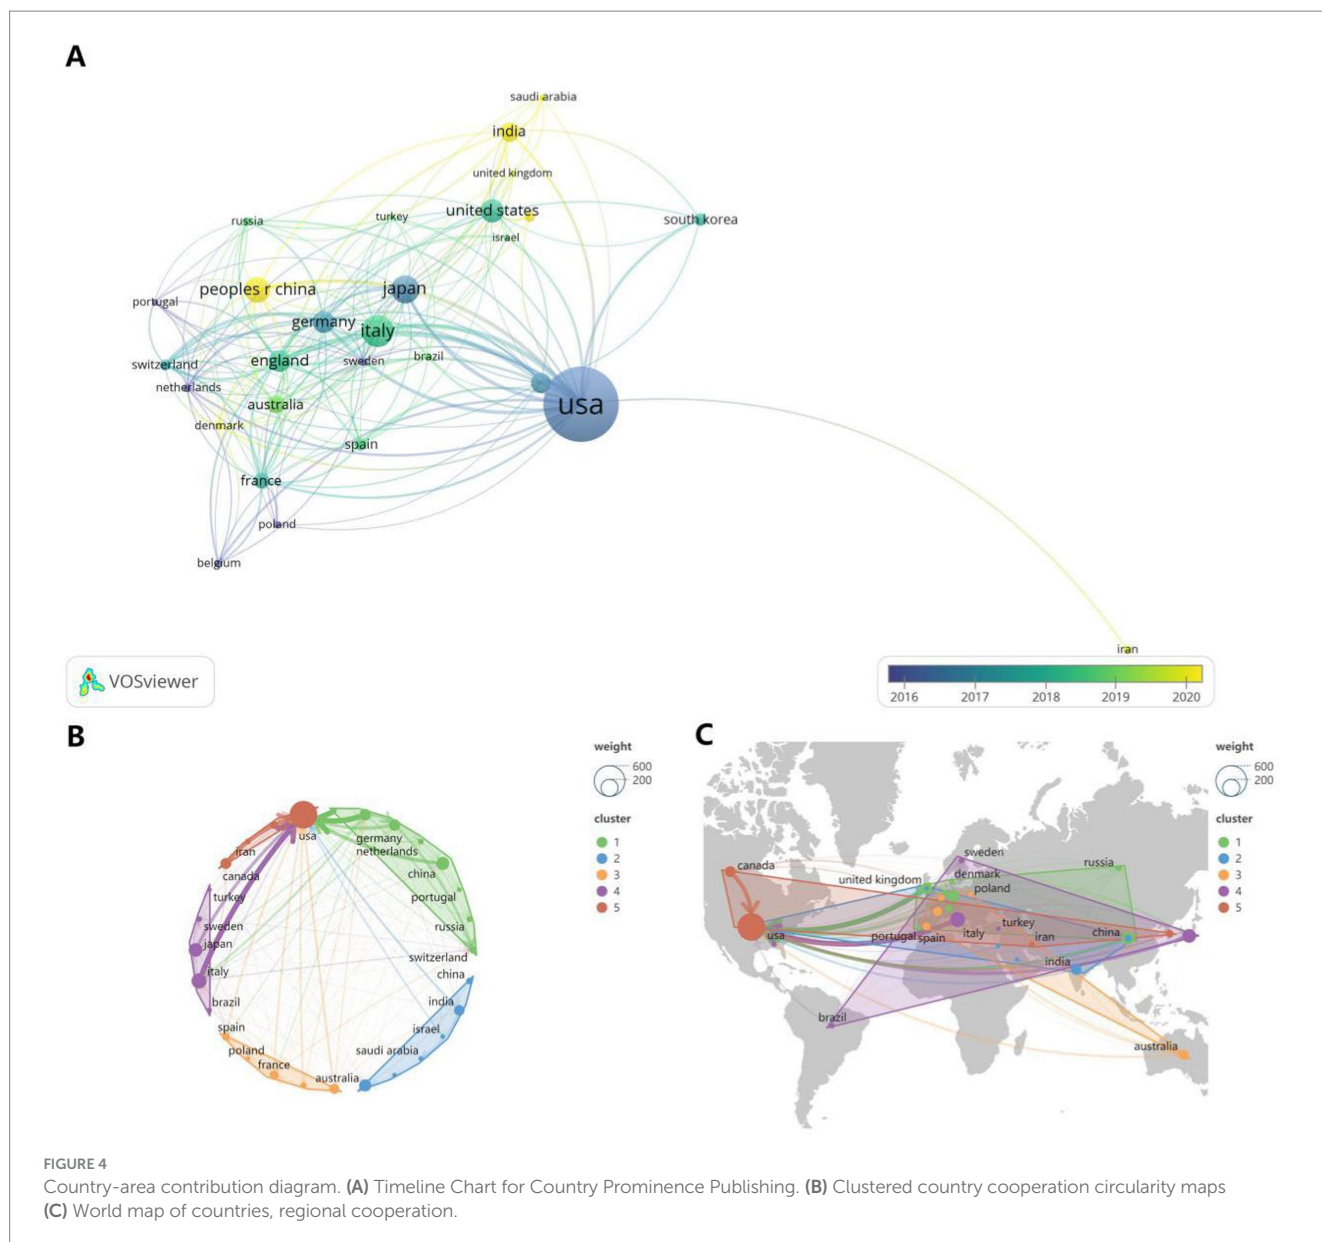 A
saudi arabia
india
united kingdom
united states
russia
turkey
south korea
israel
peoples r china
japan
portugal
germany
italy
switzerland
england
sweden
brazil
netherlands
usa
australia
denmark
spain
france
poland
belgium
iran
VOSviewer
2016 2017 2018 2019 2020
B
weight
600
200
cluster
1
2
3
4
5
usa
germany
netherlands
iran
china
canada
turkey
portugal
sweden
russia
japan
switzerland
italy
china
brazil
india
spain
israel
poland
saudi arabia
france
australia
C
weight
600
200
cluster
1
2
3
4
5
sweden
canada
russia
denmark
united kingdom
poland
turkey
usa
portugal
spain
italy
iran
china
india
brazil
australia
FIGURE 4
Country-area contribution diagram. (A) Timeline Chart for Country Prominence Publishing. (B) Clustered country cooperation circularity maps
(C) World map of countries, regional cooperation.